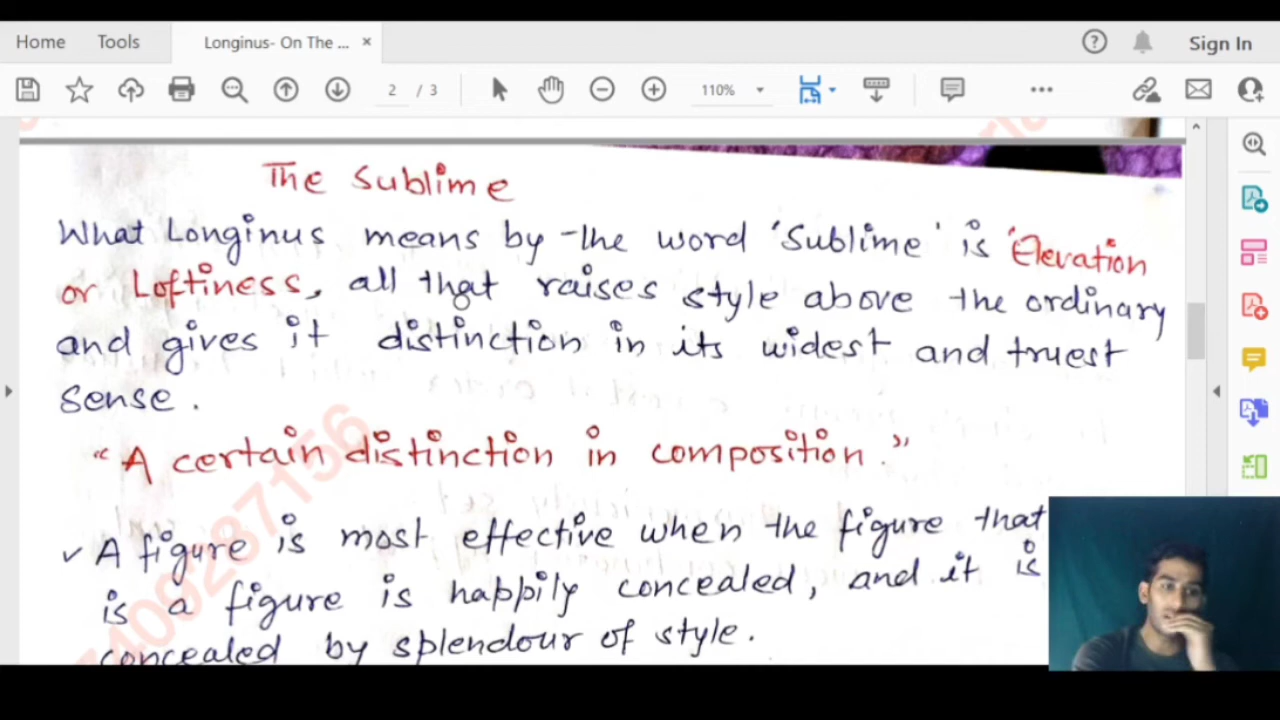 Home Tools Longinus- On The ... ×
? Sign In
2 / 3 110% ...
The Sublime
What Longinus means by the word 'Sublime' is 'Elevation
or Loftiness, all that raises style above the ordinary
and gives it distinction in its widest and truest
sense.
"A certain distinction in composition."
✓ A figure is most effective when the figure that
is a figure is happily concealed, and it is
concealed by splendour of style.
7409287156